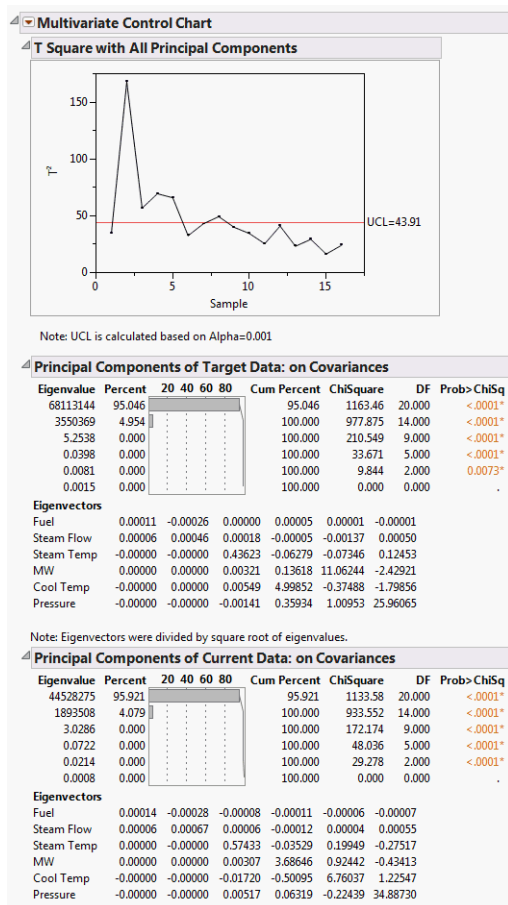 Multivariate Control Chart
T Square with All Principal Components
150
100
50
0
T²
UCL=43.91
0 5 10 15
Sample
Note: UCL is calculated based on Alpha=0.001
Principal Components of Target Data: on Covariances
Eigenvalue Percent 20 40 60 80 Cum Percent ChiSquare DF Prob>ChiSq
68113144 95.046 95.046 1163.46 20.000 <.0001*
3550369 4.954 100.000 977.875 14.000 <.0001*
5.2538 0.000 100.000 210.549 9.000 <.0001*
0.0398 0.000 100.000 33.671 5.000 <.0001*
0.0081 0.000 100.000 9.844 2.000 0.0073*
0.0015 0.000 100.000 0.000 0.000 .
Eigenvectors
Fuel 0.00011 -0.00026 0.00000 0.00005 0.00001 -0.00001
Steam Flow 0.00006 0.00046 0.00018 -0.00005 -0.00137 0.00050
Steam Temp -0.00000 -0.00000 0.43623 -0.06279 -0.07346 0.12453
MW 0.00000 0.00000 0.00321 0.13618 11.06244 -2.42921
Cool Temp -0.00000 0.00000 0.00549 4.99852 -0.37488 -1.79856
Pressure -0.00000 -0.00000 -0.00141 0.35934 1.00953 25.96065
Note: Eigenvectors were divided by square root of eigenvalues.
Principal Components of Current Data: on Covariances
Eigenvalue Percent 20 40 60 80 Cum Percent ChiSquare DF Prob>ChiSq
44528275 95.921 95.921 1133.58 20.000 <.0001*
1893508 4.079 100.000 933.552 14.000 <.0001*
3.0286 0.000 100.000 172.174 9.000 <.0001*
0.0722 0.000 100.000 48.036 5.000 <.0001*
0.0214 0.000 100.000 29.278 2.000 <.0001*
0.0008 0.000 100.000 0.000 0.000 .
Eigenvectors
Fuel 0.00014 -0.00028 -0.00008 -0.00011 -0.00006 -0.00007
Steam Flow 0.00006 0.00067 0.00006 -0.00012 0.00004 0.00055
Steam Temp 0.00000 -0.00000 0.57433 -0.03529 0.19949 -0.27517
MW 0.00000 0.00000 0.00307 3.68646 0.92442 -0.43413
Cool Temp -0.00000 -0.00000 -0.01720 -0.50095 6.76037 1.22547
Pressure -0.00000 -0.00000 0.00517 0.06319 -0.22439 34.88730